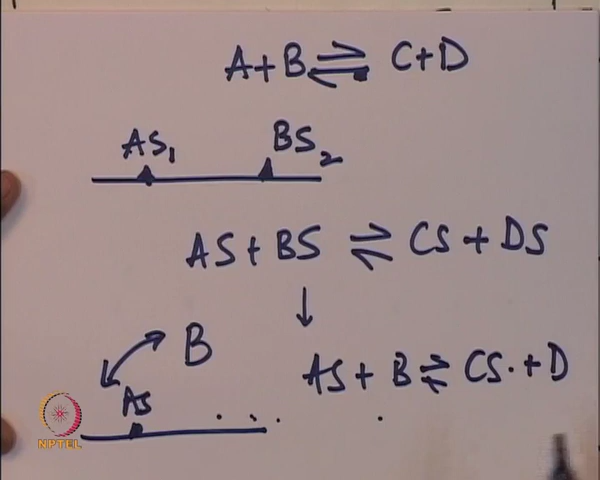 A+B ⇌ C+D
AS₁ BS₂
AS + BS ⇌ CS + DS
↓
B
AS + B ⇌ CS· + D
AS
NPTEL